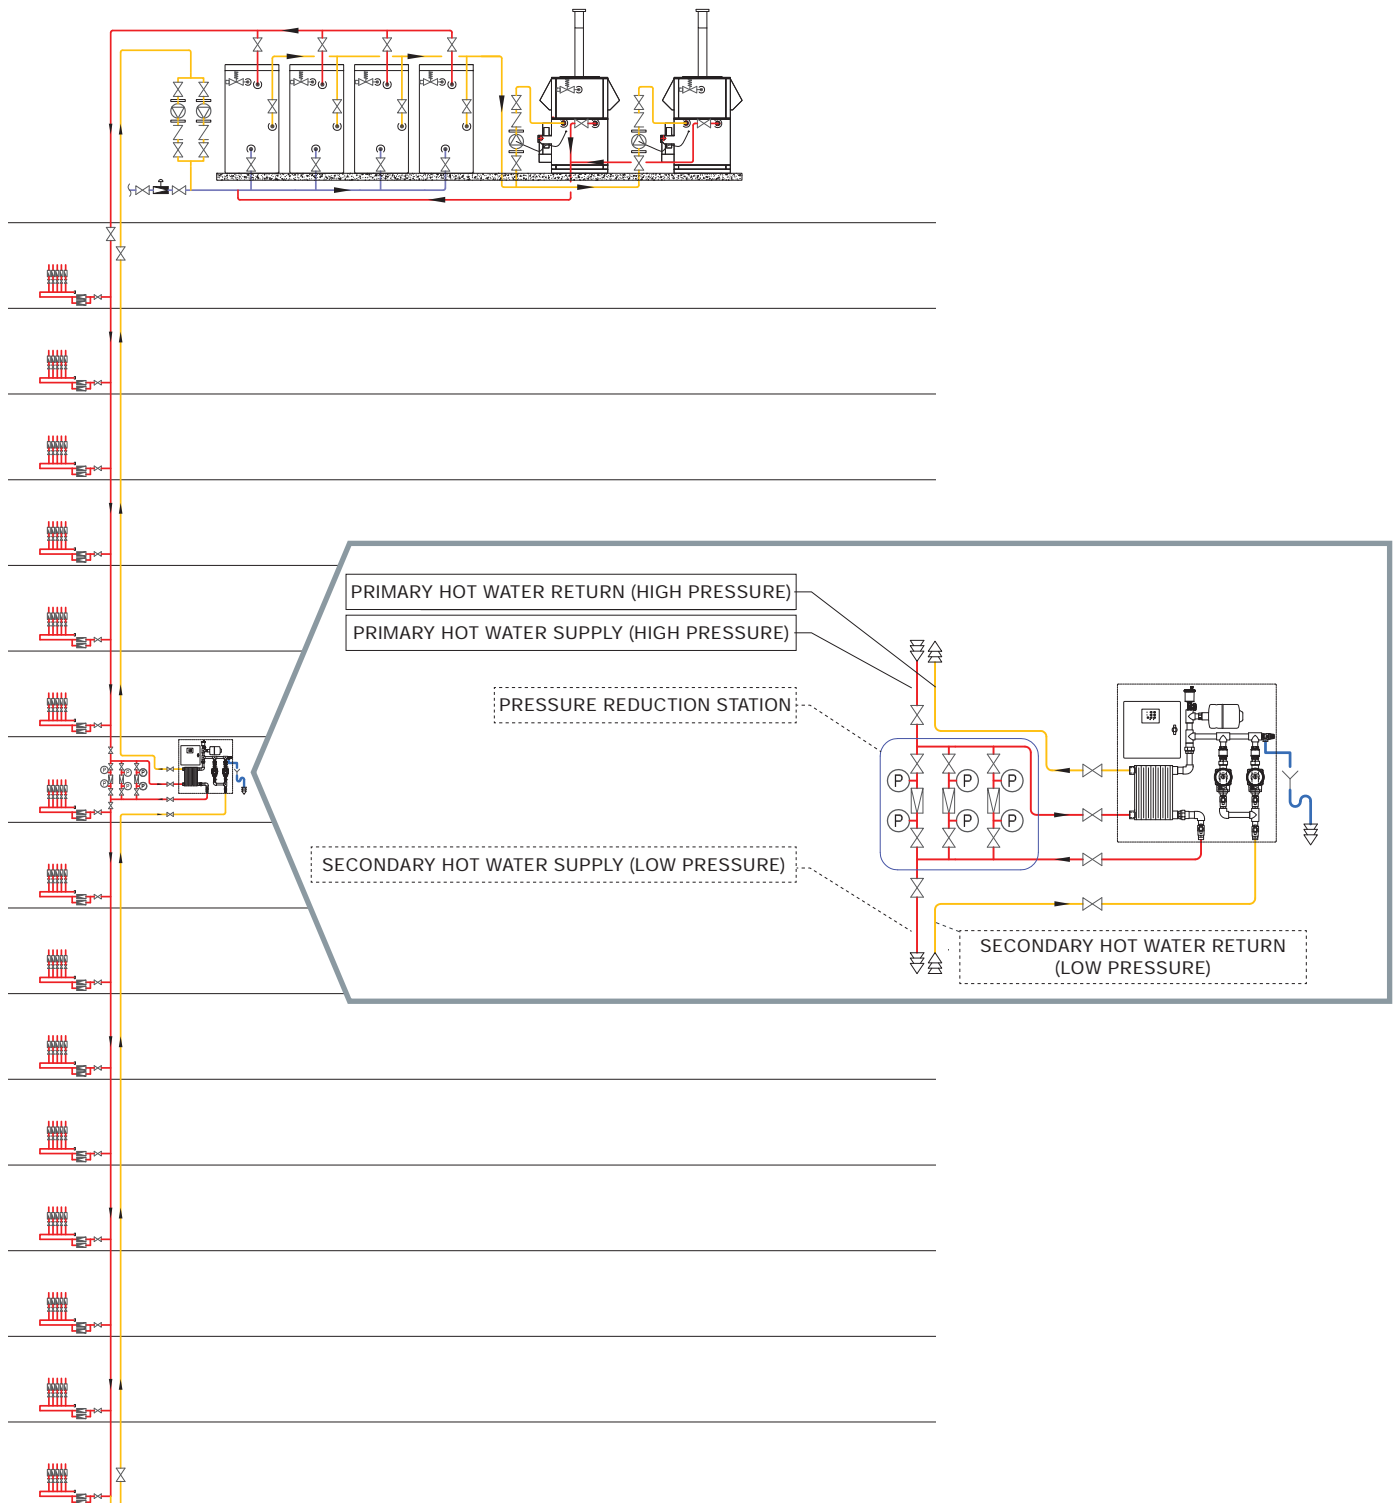 PRIMARY HOT WATER RETURN (HIGH PRESSURE)
PRIMARY HOT WATER SUPPLY (HIGH PRESSURE)
PRESSURE REDUCTION STATION
P
P
P
P
P
P
SECONDARY HOT WATER SUPPLY (LOW PRESSURE)
SECONDARY HOT WATER RETURN
(LOW PRESSURE)
P
P
P
P
P
P